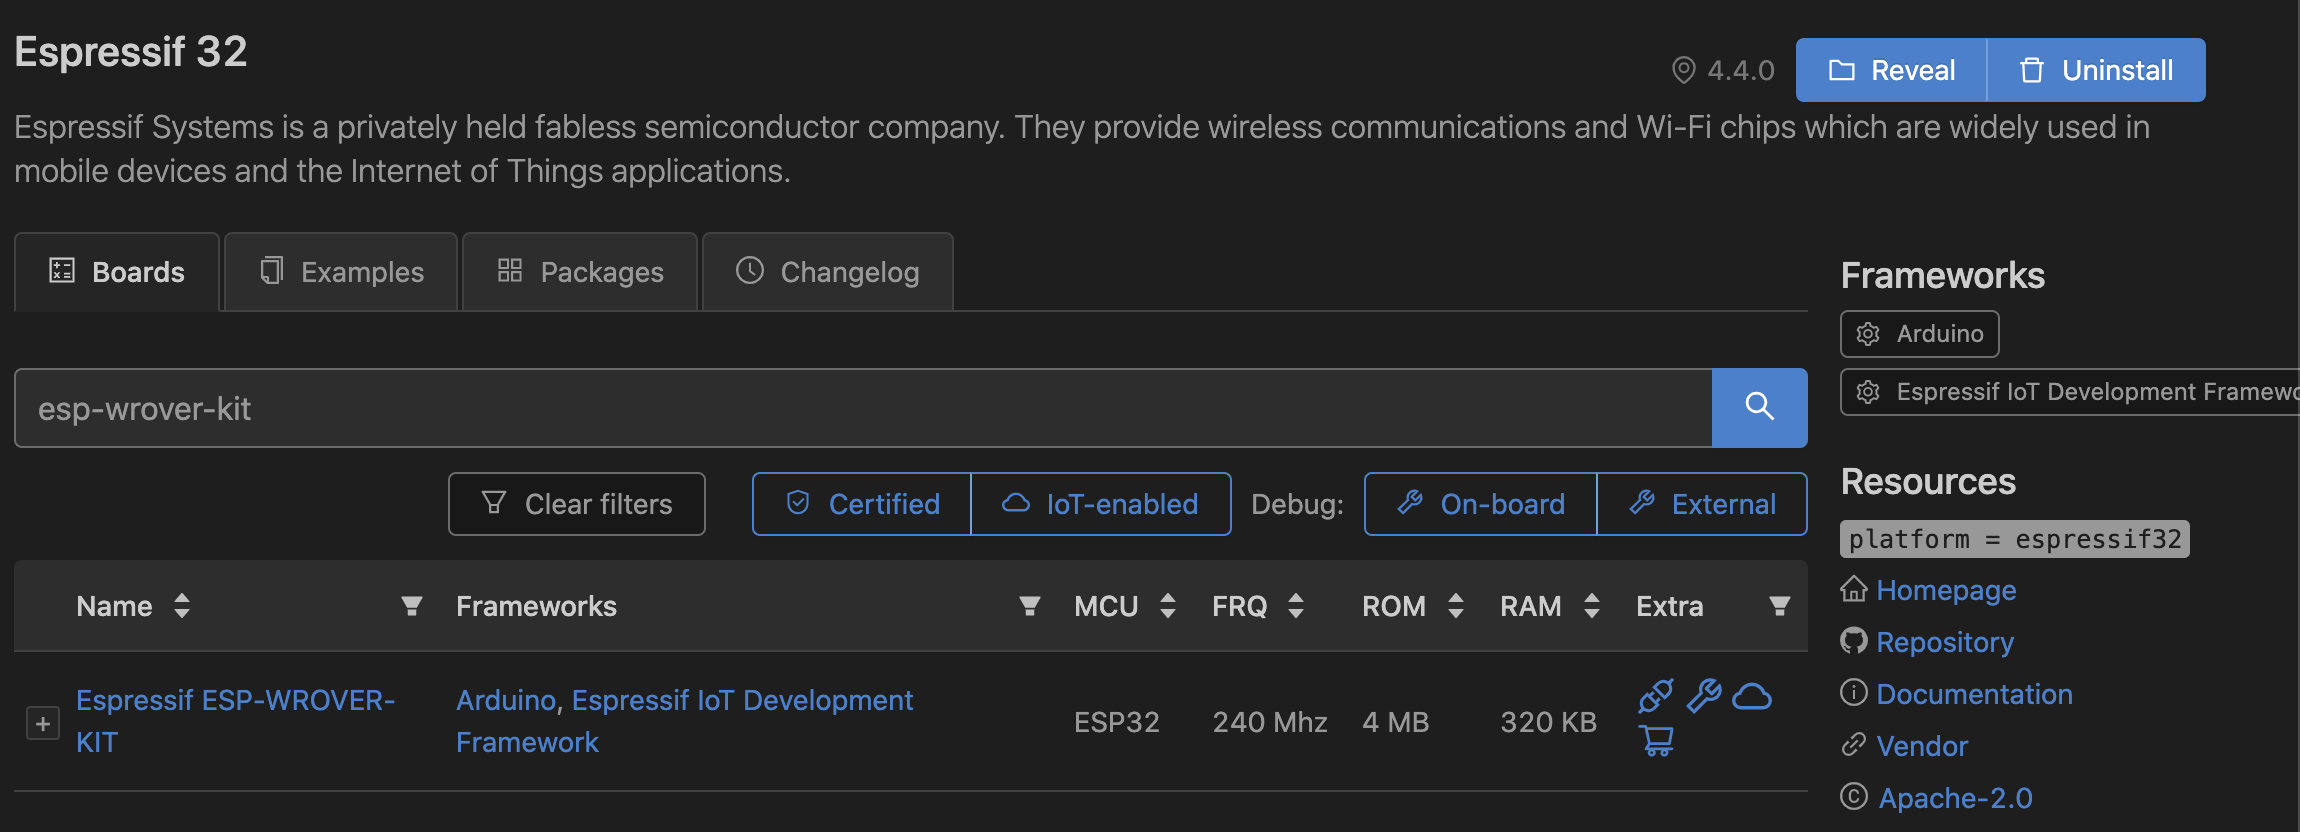 Espressif 32
4.4.0
Reveal
Uninstall
Espressif Systems is a privately held fabless semiconductor company. They provide wireless communications and Wi-Fi chips which are widely used in
mobile devices and the Internet of Things applications.
Boards
Examples
Packages
Changelog
esp-wrover-kit
Clear filters
Certified
IoT-enabled
Debug:
On-board
External
Name
Frameworks
MCU
FRQ
ROM
RAM
Extra
Espressif ESP-WROVER-
KIT
Arduino, Espressif IoT Development
Framework
ESP32
240 Mhz
4 MB
320 KB
Frameworks
Arduino
Espressif IoT Development Framewo
Resources
platform = espressif32
Homepage
Repository
Documentation
Vendor
Apache-2.0